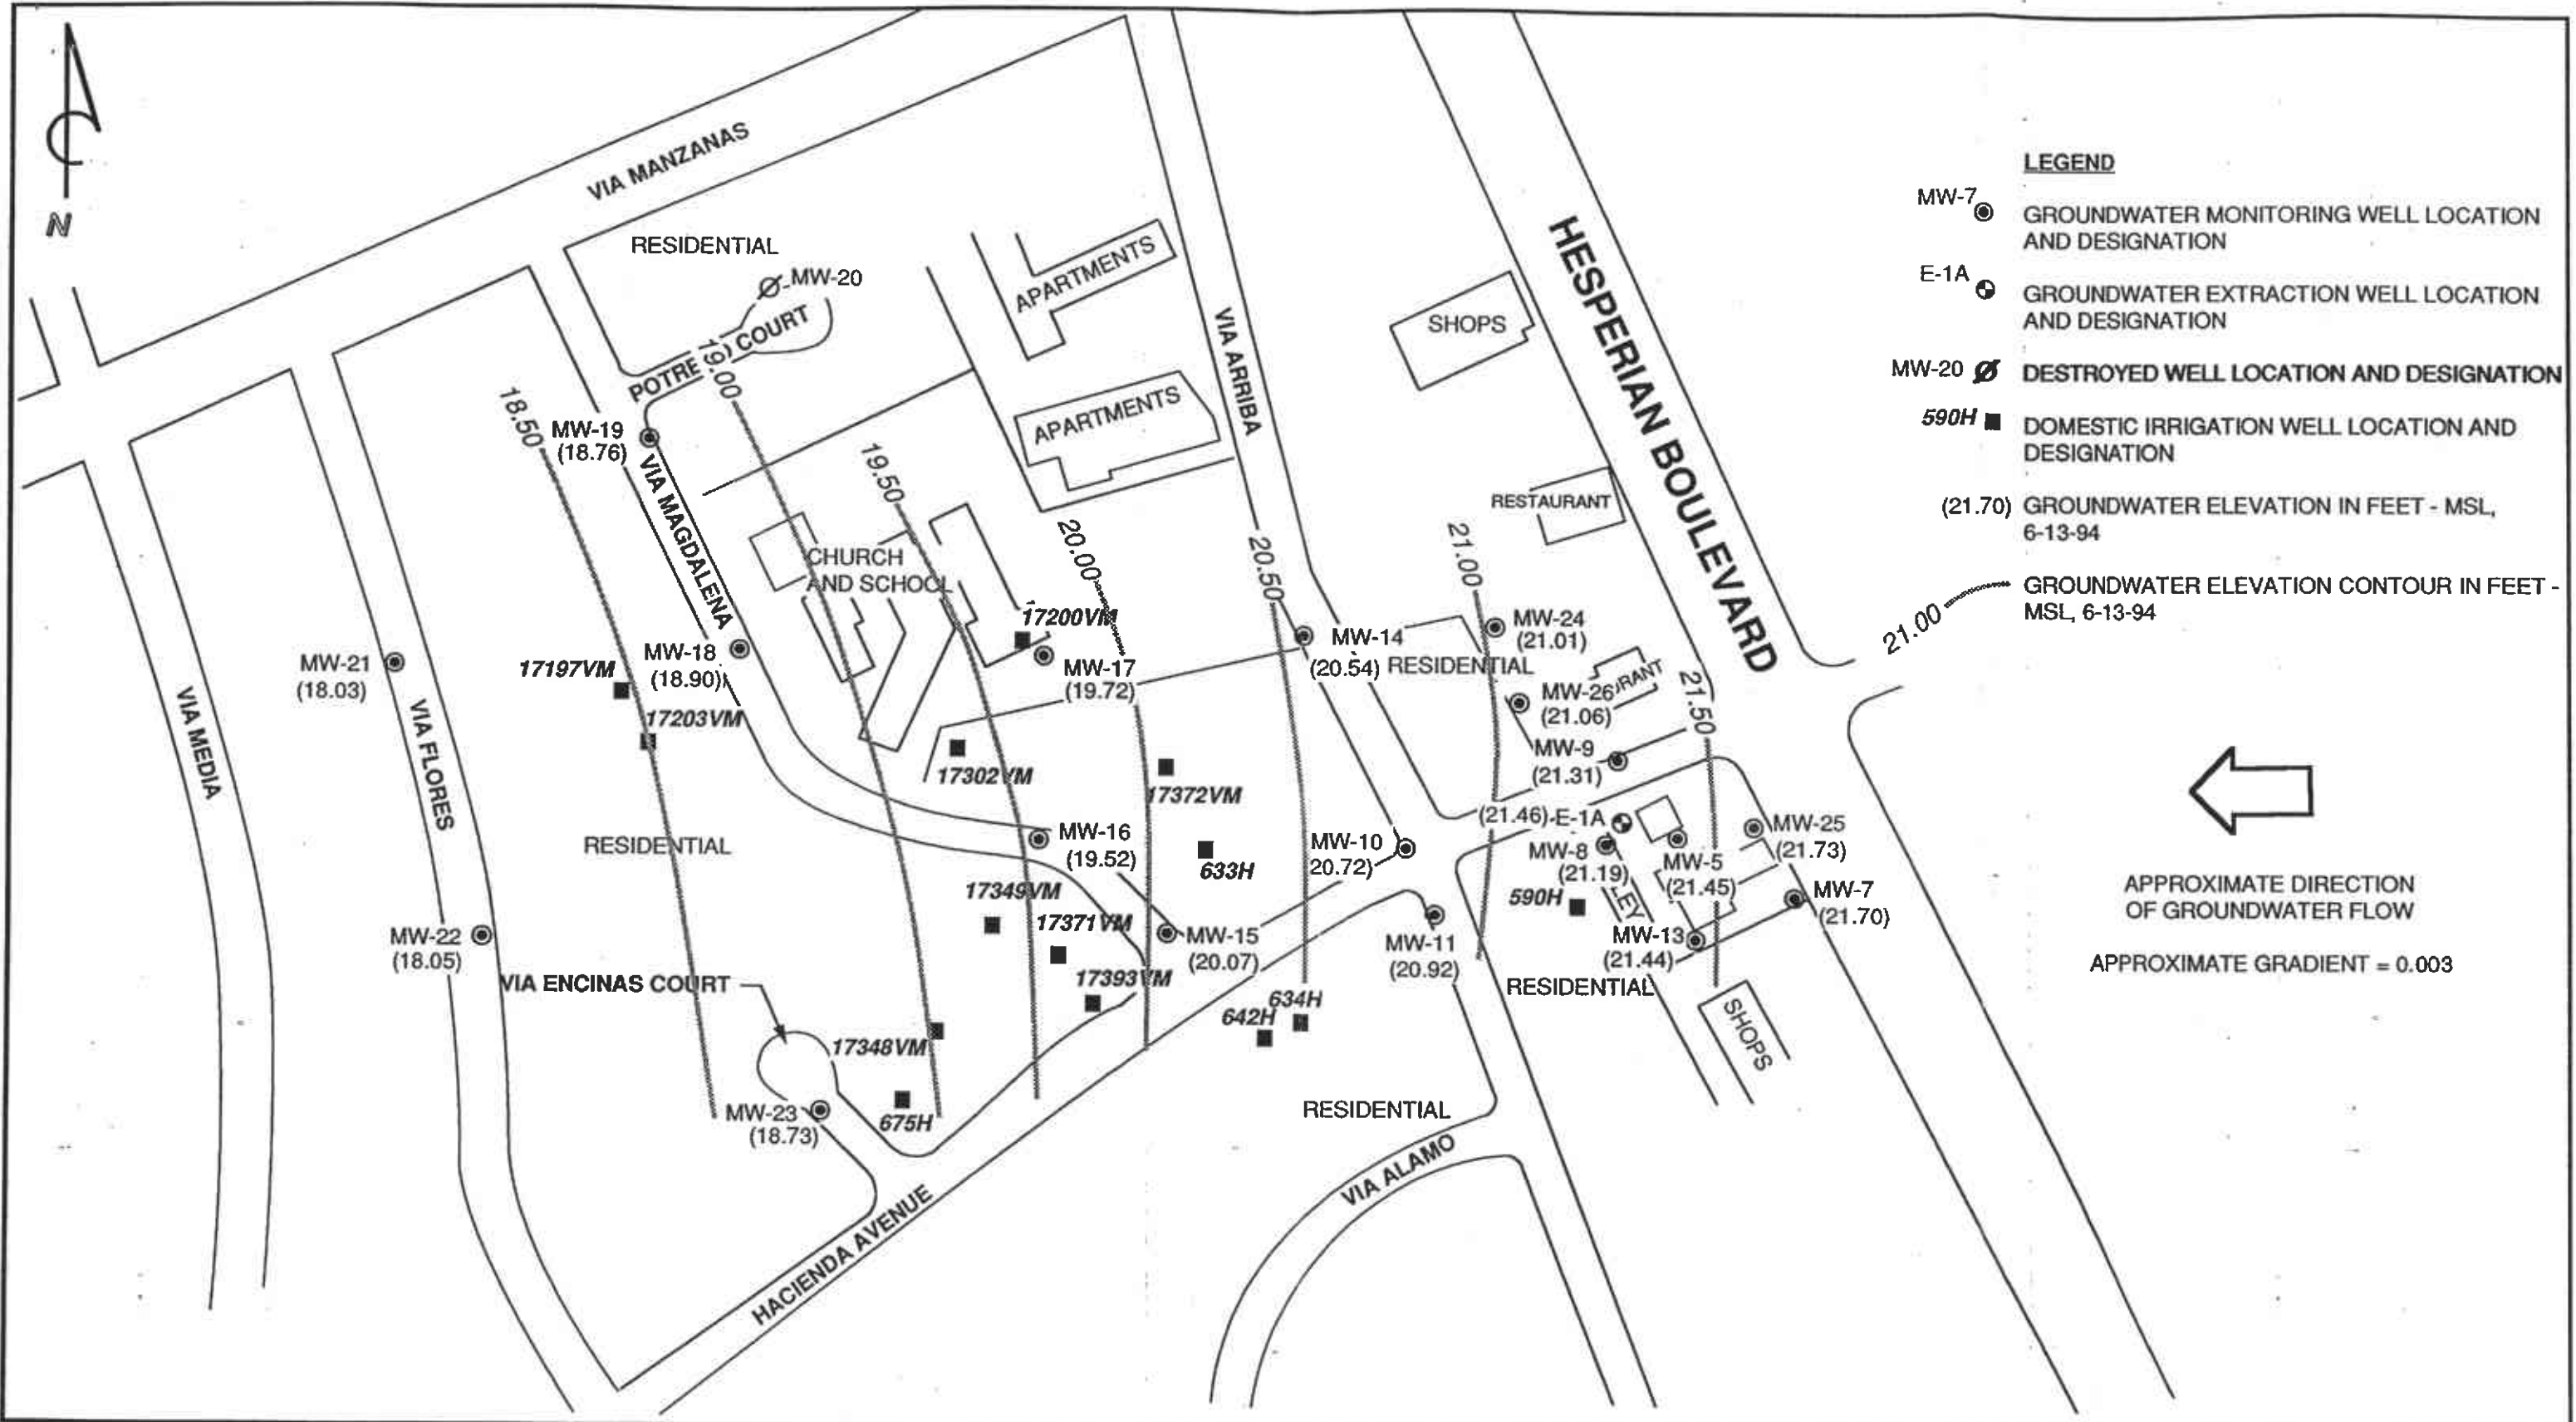 N
VIA MANZANAS
RESIDENTIAL
MW-20
POTRE
COURT
APARTMENTS
APARTMENTS
VIA ARRIBA
SHOPS
HESPERIAN BOULEVARD
RESTAURANT
LEGEND
MW-7
GROUNDWATER MONITORING WELL LOCATION
AND DESIGNATION
E-1A
GROUNDWATER EXTRACTION WELL LOCATION
AND DESIGNATION
MW-20
DESTROYED WELL LOCATION AND DESIGNATION
590H
DOMESTIC IRRIGATION WELL LOCATION AND
DESIGNATION
(21.70)
GROUNDWATER ELEVATION IN FEET - MSL,
6-13-94
21.00
GROUNDWATER ELEVATION CONTOUR IN FEET -
MSL, 6-13-94
18.50
19.00
19.50
20.00
20.50
21.00
21.50
MW-19
(18.76)
VIA MAGDALENA
CHURCH
AND SCHOOL
17200VM
MW-17
(19.72)
MW-14
(20.54)
RESIDENTIAL
MW-24
(21.01)
MW-26
(21.06)
URANT
MW-9
(21.31)
MW-21
(18.03)
17197VM
MW-18
(18.90)
17203VM
VIA MEDIA
VIA FLORES
17302VM
17372VM
RESIDENTIAL
MW-16
(19.52)
633H
MW-10
20.72)
(21.46)
E-1A
MW-8
(21.19)
MW-5
(21.45)
MW-25
(21.73)
MW-7
(21.70)
590H
LEY
MW-13
(21.44)
17349VM
17371VM
MW-15
(20.07)
MW-11
(20.92)
MW-22
(18.05)
VIA ENCINAS COURT
17393VM
634H
642H
RESIDENTIAL
SHOPS
17348VM
MW-23
(18.73)
675H
RESIDENTIAL
VIA ALAMO
HACIENDA AVENUE
APPROXIMATE DIRECTION
OF GROUNDWATER FLOW
APPROXIMATE GRADIENT = 0.003